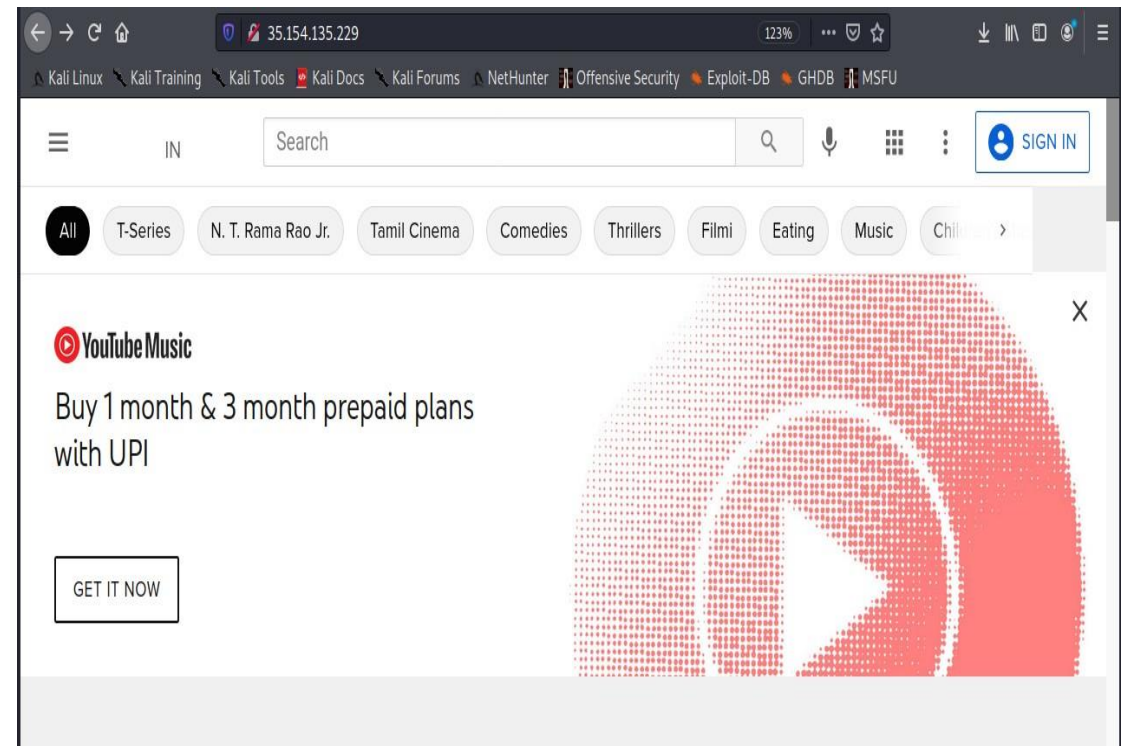 35.154.135.229
123%
Kali Linux Kali Training Kali Tools Kali Docs Kali Forums NetHunter Offensive Security Exploit-DB GHDB MSFU
IN Search SIGN IN
All T-Series N. T. Rama Rao Jr. Tamil Cinema Comedies Thrillers Filmi Eating Music
YouTube Music
Buy 1 month & 3 month prepaid plans
with UPI
GET IT NOW